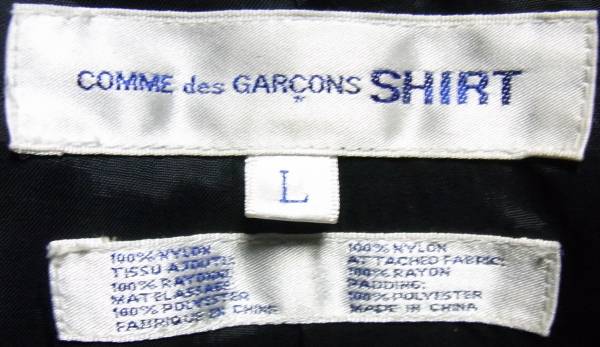 COMME des GARÇONS SHIRT
L
100% NYLON
TISSU AJOUTE:
100% RAYONNE
MATELASSAGE
100% POLYESTER
FABRIQUE EN CHINE
100% NYLON
ATTACHED FABRIC:
100% RAYON
PADDING:
100% POLYESTER
MADE IN CHINA